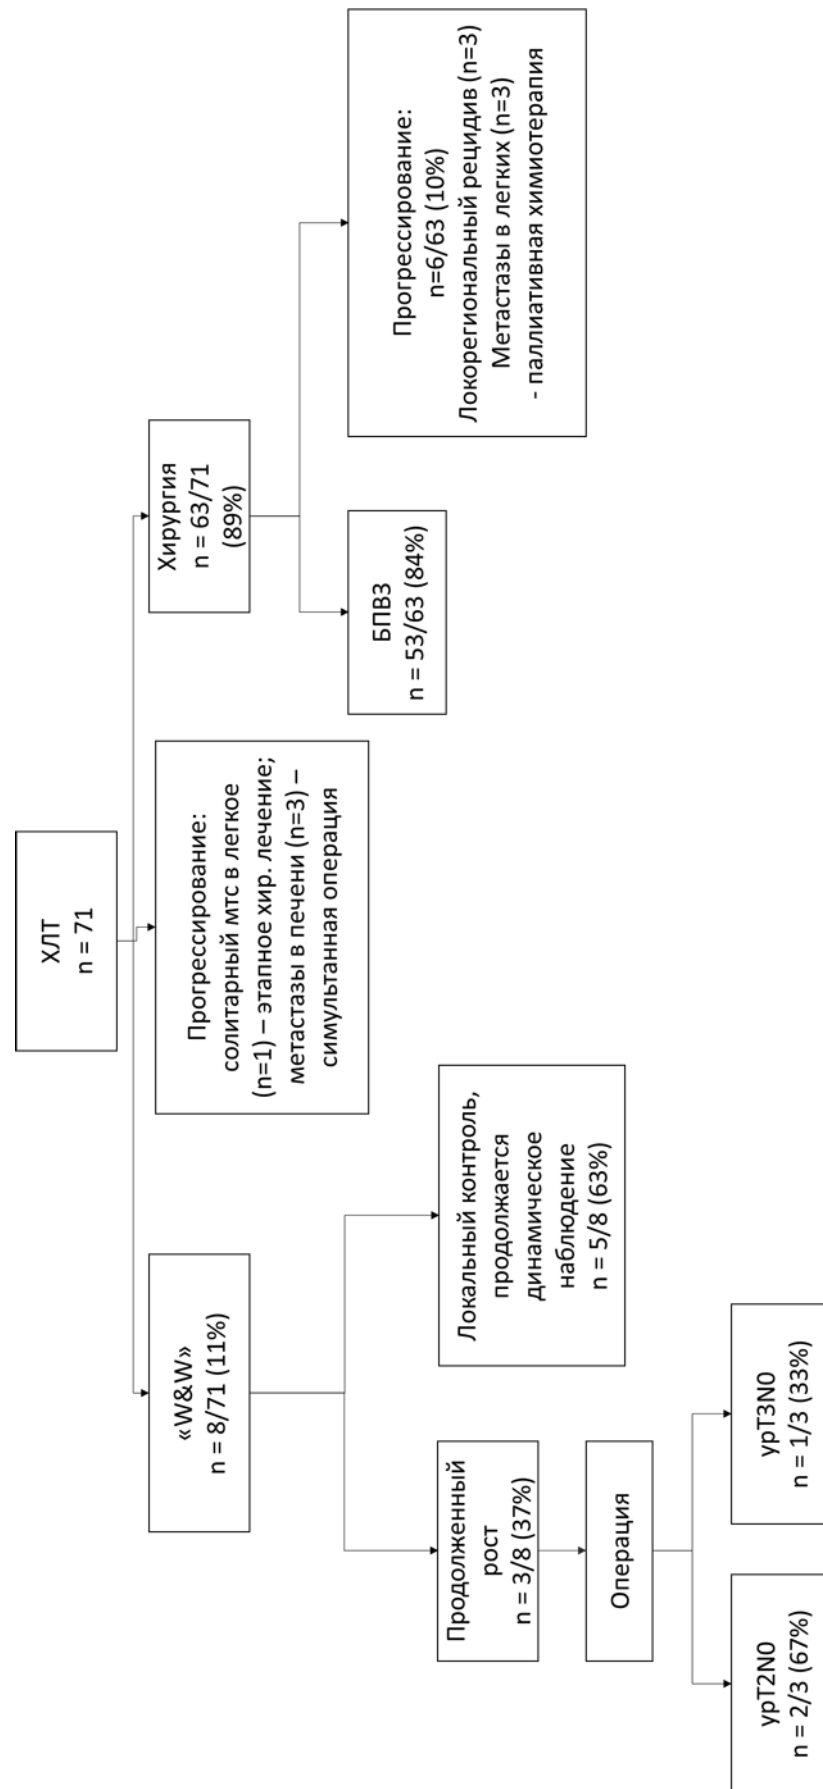 ХЛТ
n = 71
«W&W»
n = 8/71 (11%)
Прогрессирование:
солитарный мтс в легкое
(n=1) – этапное хир. лечение;
метастазы в печени (n=3) –
симультанная операция
Хирургия
n = 63/71
(89%)
Продолженный
рост
n = 3/8 (37%)
Локальный контроль,
продолжается
динамическое
наблюдение
n = 5/8 (63%)
БПВЗ
n = 53/63 (84%)
Прогрессирование:
n=6/63 (10%)
Локорегиональный рецидив (n=3)
Метастазы в легких (n=3)
- паллиативная химиотерапия
Операция
ypT2N0
n = 2/3 (67%)
ypT3N0
n = 1/3 (33%)